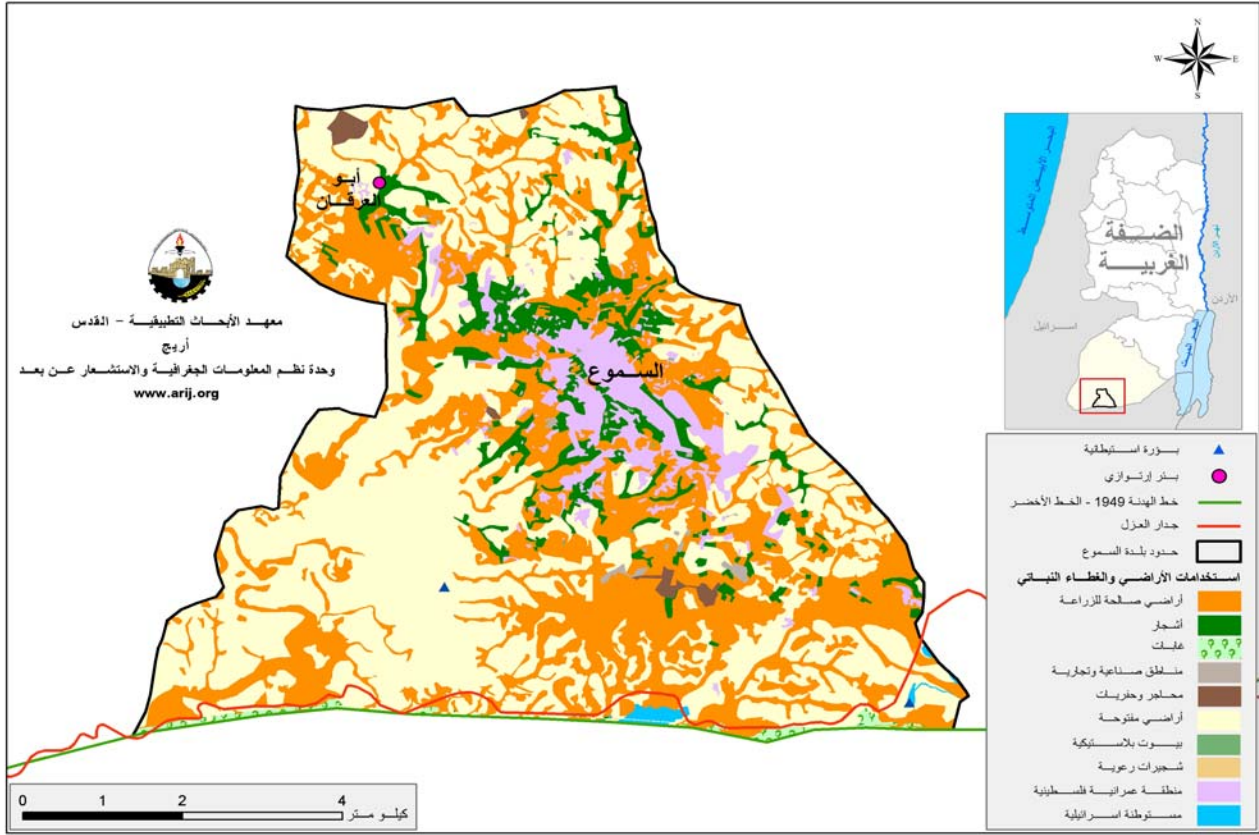 N
W E
S
أبو
العرقان
السموع
معهد الأبحاث التطبيقية - القدس
أريج
وحدة نظم المعلومات الجغرافية والاستشعار عن بعد
www.arij.org
البحر الأبيض المتوسط
الضفة
الغربية
نهر الأردن
الأردن
اسرائيل
البحر الميت
بؤرة استيطانية
بئر إرتوازي
خط الهدنة 1949 - الخط الأخضر
جدار العزل
حدود بلدة السموع
استخدامات الأراضي والغطاء النباتي
أراضي صالحة للزراعة
أشجار
غابات
مناطق صناعية وتجارية
محاجر وحفريات
أراضي مفتوحة
بيوت بلاستيكية
شجيرات رعوية
منطقة عمرانية فلسطينية
مستوطنة اسرائيلية
0 1 2 4
كيلو متر